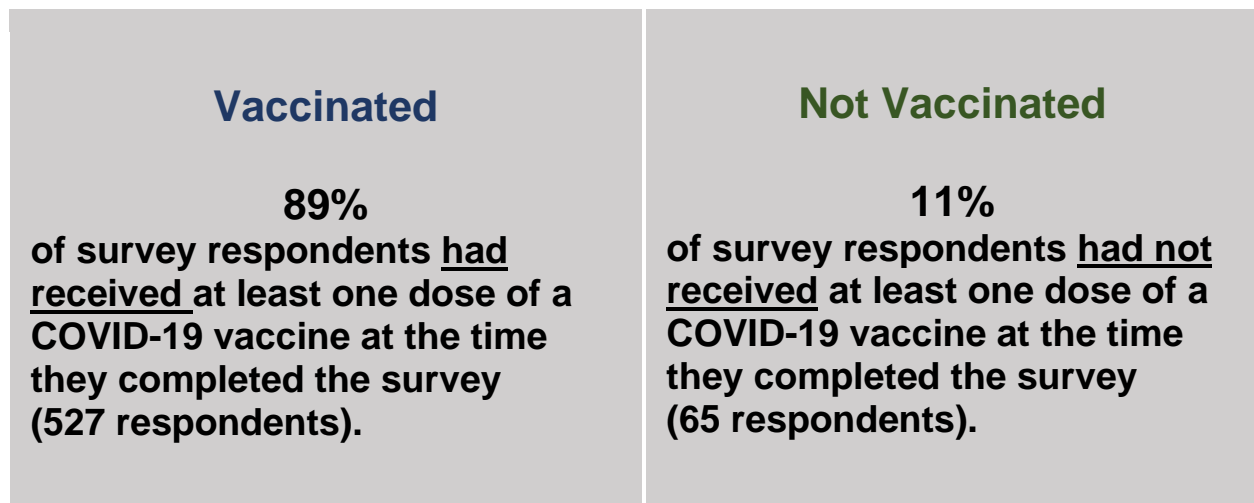 Vaccinated
89%
of survey respondents had
received at least one dose of a
COVID-19 vaccine at the time
they completed the survey
(527 respondents).
Not Vaccinated
11%
of survey respondents had not
received at least one dose of a
COVID-19 vaccine at the time
they completed the survey
(65 respondents).